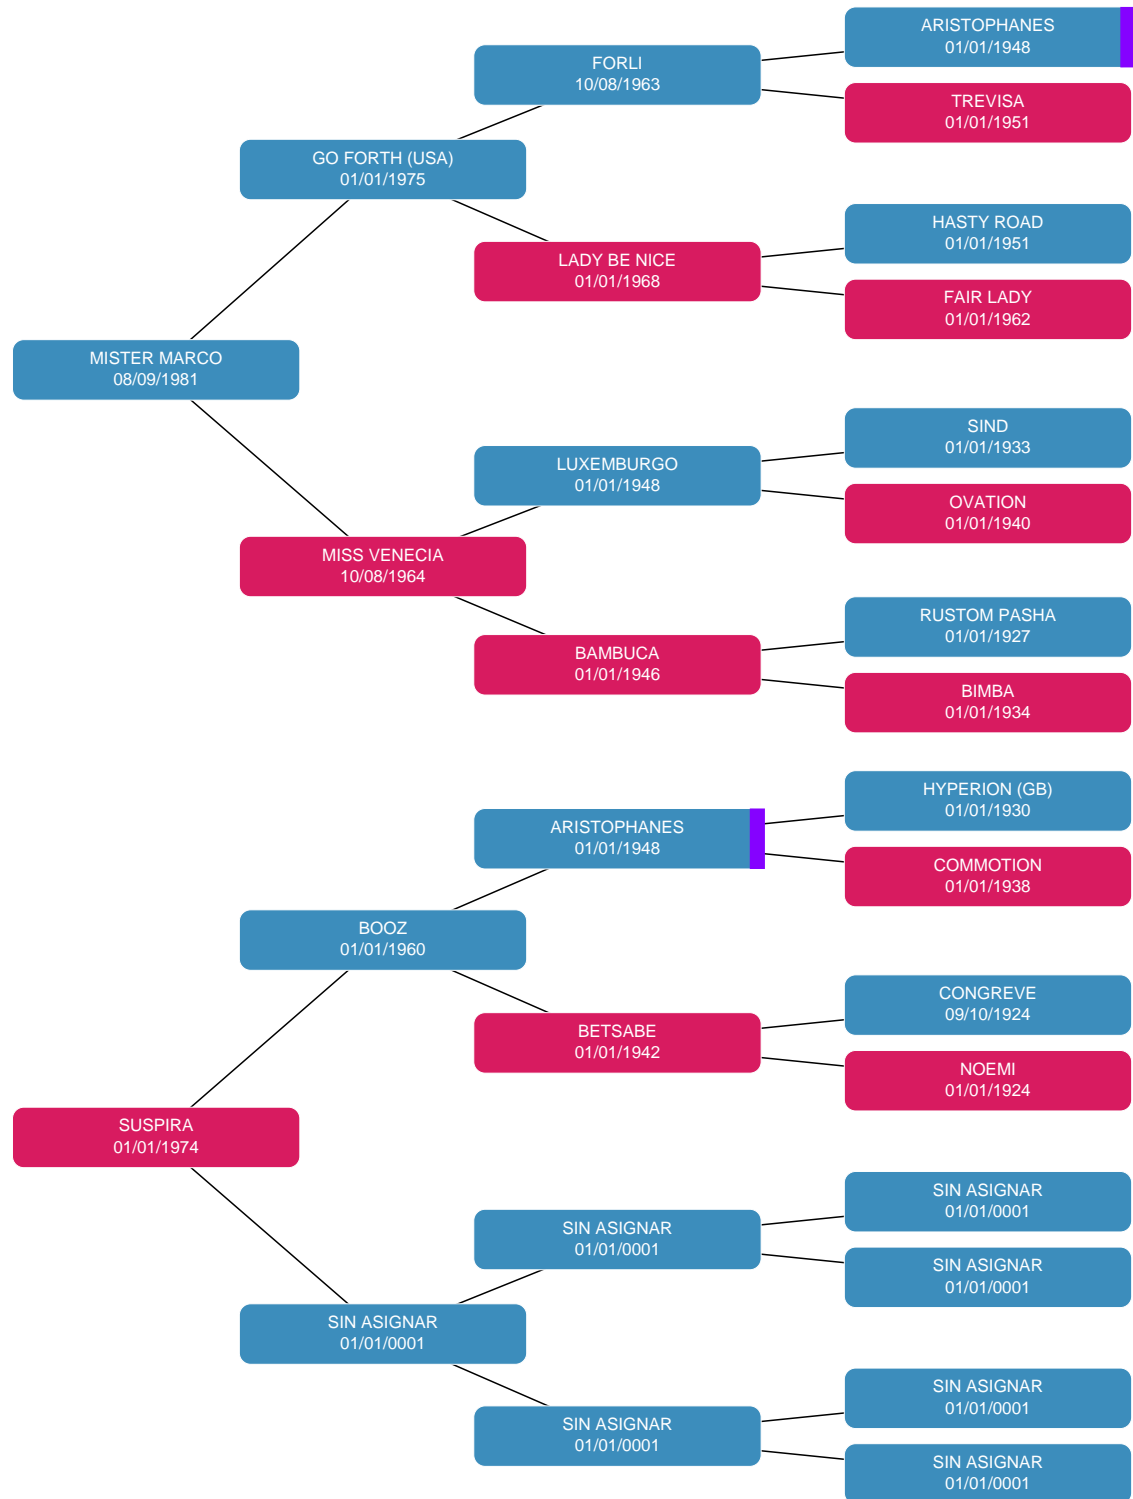 ARISTOPHANES
01/01/1948
FORLI
10/08/1963
TREVISA
01/01/1951
GO FORTH (USA)
01/01/1975
HASTY ROAD
01/01/1951
LADY BE NICE
01/01/1968
FAIR LADY
01/01/1962
MISTER MARCO
08/09/1981
SIND
01/01/1933
LUXEMBURGO
01/01/1948
OVATION
01/01/1940
MISS VENECIA
10/08/1964
RUSTOM PASHA
01/01/1927
BAMBUCA
01/01/1946
BIMBA
01/01/1934
HYPERION (GB)
01/01/1930
ARISTOPHANES
01/01/1948
COMMOTION
01/01/1938
BOOZ
01/01/1960
CONGREVE
09/10/1924
BETSABE
01/01/1942
NOEMI
01/01/1924
SUSPIRA
01/01/1974
SIN ASIGNAR
01/01/0001
SIN ASIGNAR
01/01/0001
SIN ASIGNAR
01/01/0001
SIN ASIGNAR
01/01/0001
SIN ASIGNAR
01/01/0001
SIN ASIGNAR
01/01/0001
SIN ASIGNAR
01/01/0001